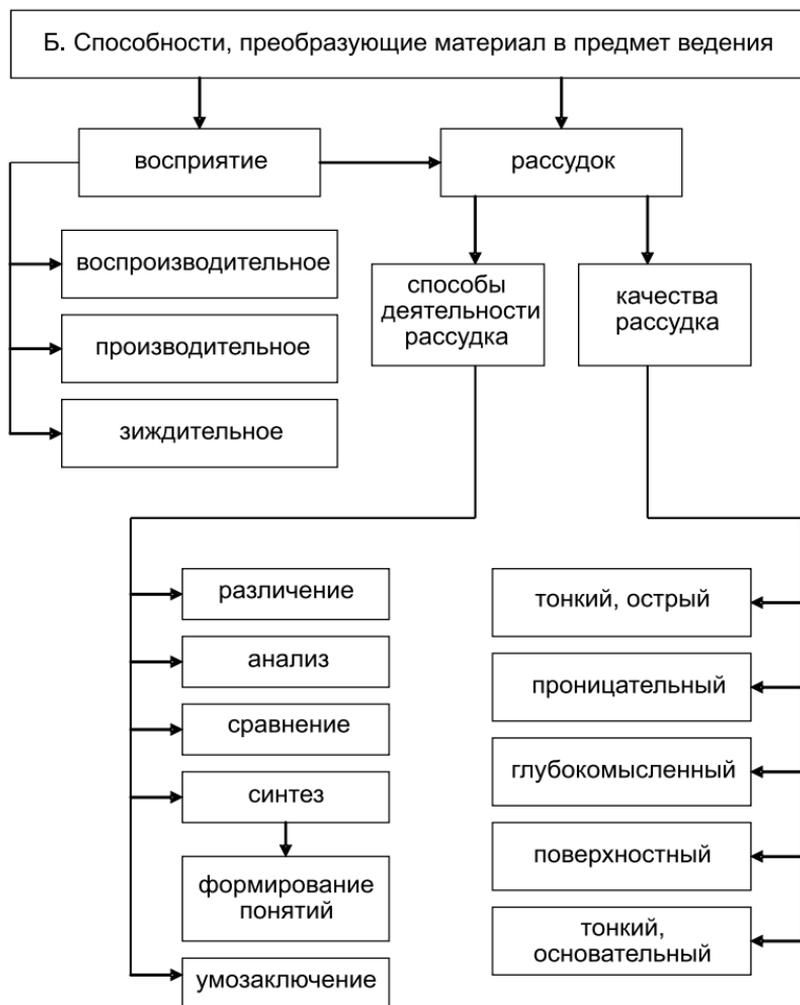 Б. Способности, преобразующие материал в предмет ведения
восприятие
рассудок
воспроизводительное
производительное
зиждительное
способы
деятельности
рассудка
качества
рассудка
различение
анализ
сравнение
синтез
формирование
понятий
умозаключение
тонкий, острый
проницательный
глубокомысленный
поверхностный
тонкий,
основательный